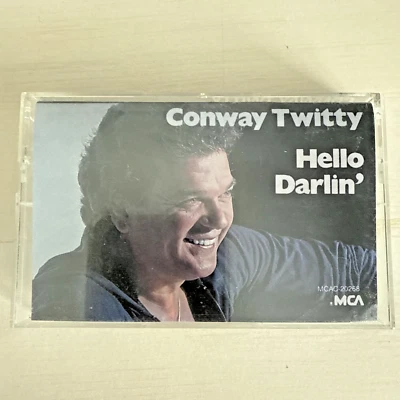 Conway Twitty
Hello
Darlin'
MCAC-20268
MCA